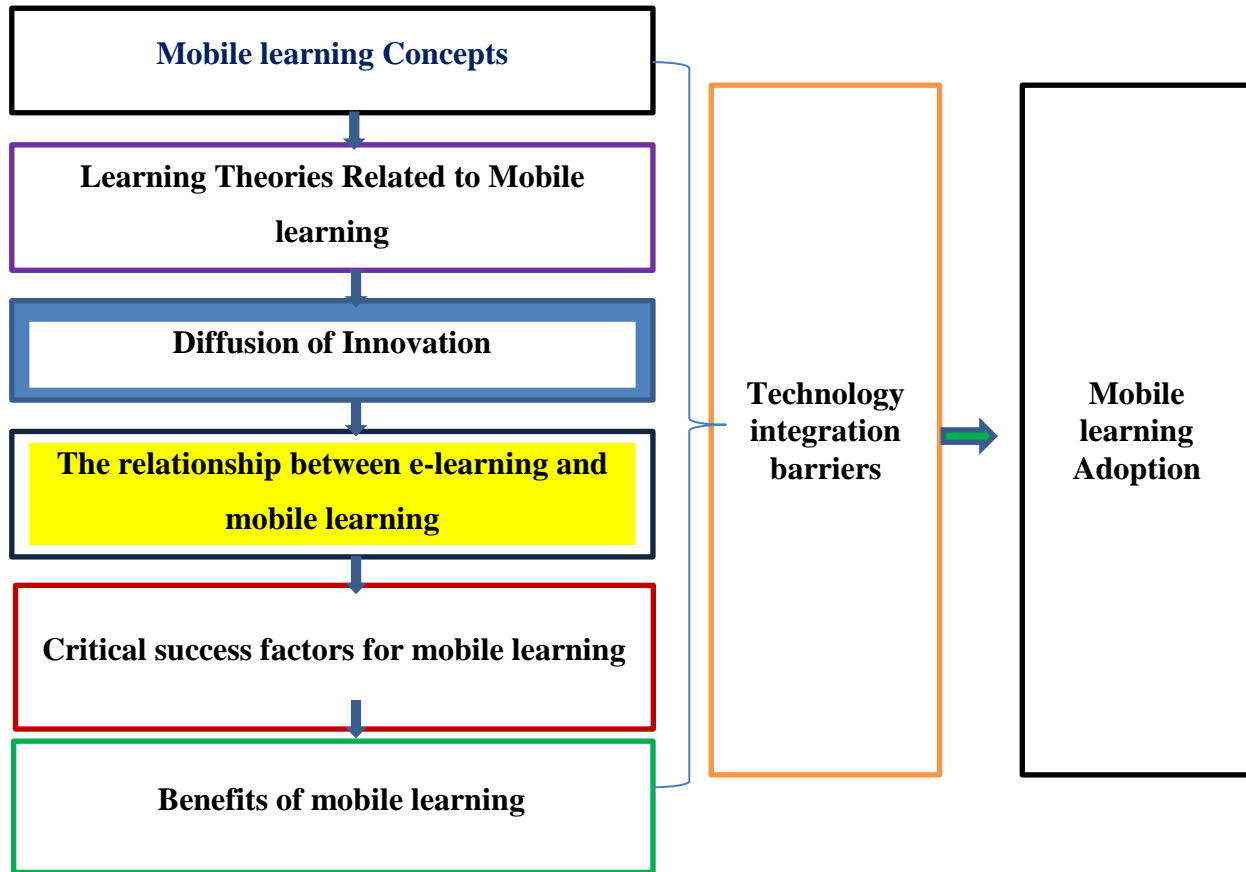 Mobile learning Concepts
Learning Theories Related to Mobile
learning
Diffusion of Innovation
The relationship between e-learning and
mobile learning
Critical success factors for mobile learning
Benefits of mobile learning
Technology
integration
barriers
Mobile
learning
Adoption